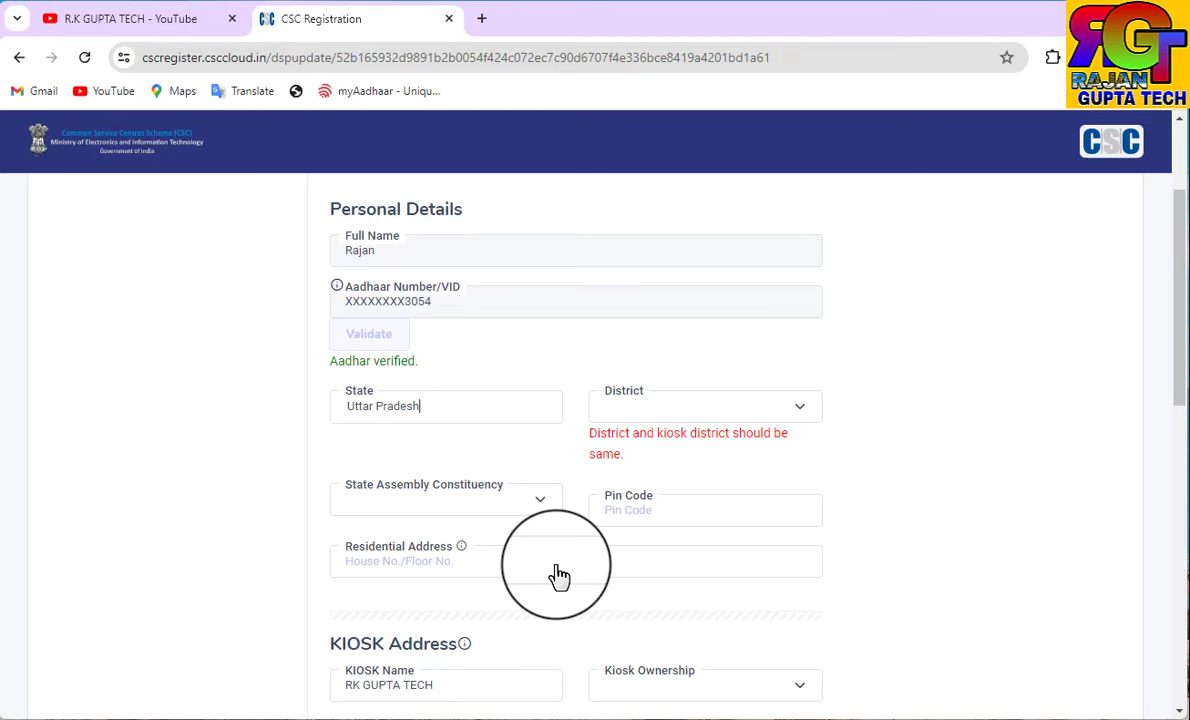 R.K GUPTA TECH - YouTube
CSC Registration
cscregister.csccloud.in/dspupdate/52b165932d9891b2b0054f424c072ec7c90d6707f4e336bce8419a4201bd1a61
Gmail
YouTube
Maps
Translate
myAadhaar - Uniqu...
RGT
RAJAN
GUPTA TECH
Common Service Centres Scheme (CSC)
Ministry of Electronics and Information Technology
Government of India
CSC
Personal Details
Full Name
Rajan
Aadhaar Number/VID
XXXXXXXX3054
Validate
Aadhar verified.
State
Uttar Pradesh
District
District and kiosk district should be
same.
State Assembly Constituency
Pin Code
Pin Code
Residential Address
House No./Floor No.
KIOSK Address
KIOSK Name
RK GUPTA TECH
Kiosk Ownership